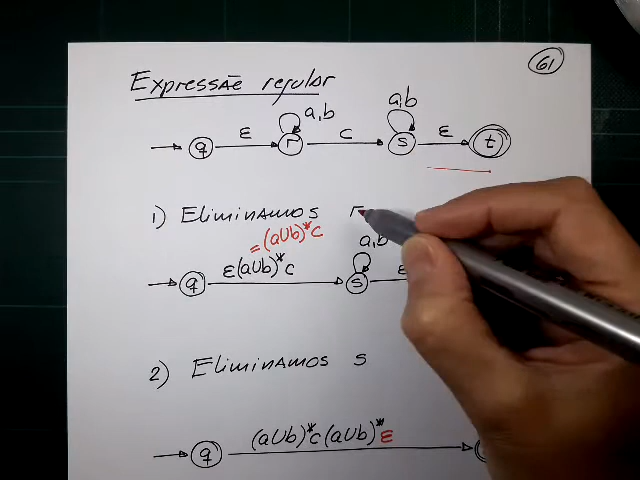 61
Expressão regular
a,b a,b
q ε r c s ε t
1) Eliminamos r
= (a∪b)*c
a,b
q ε(a∪b)*c s ε
2) Eliminamos s
q (a∪b)*c(a∪b)*ε